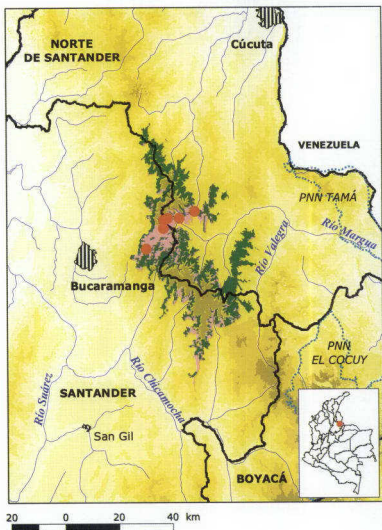 NORTE
DE SANTANDER
Cúcuta
VENEZUELA
PNN TAMÁ
Río Margua
Río Valegra
Bucaramanga
PNN
EL COCUY
Río Suárez
SANTANDER
Río Chicamocha
San Gil
BOYACÁ
20 0 20 40 km